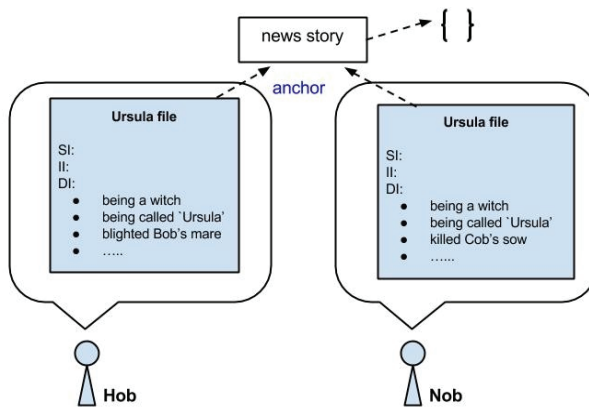 news story
{ }
anchor
Ursula file
SI:
II:
DI:
● being a witch
● being called `Ursula'
● blighted Bob's mare
● …..
Hob
Ursula file
SI:
II:
DI:
● being a witch
● being called `Ursula'
● killed Cob's sow
● …...
Nob